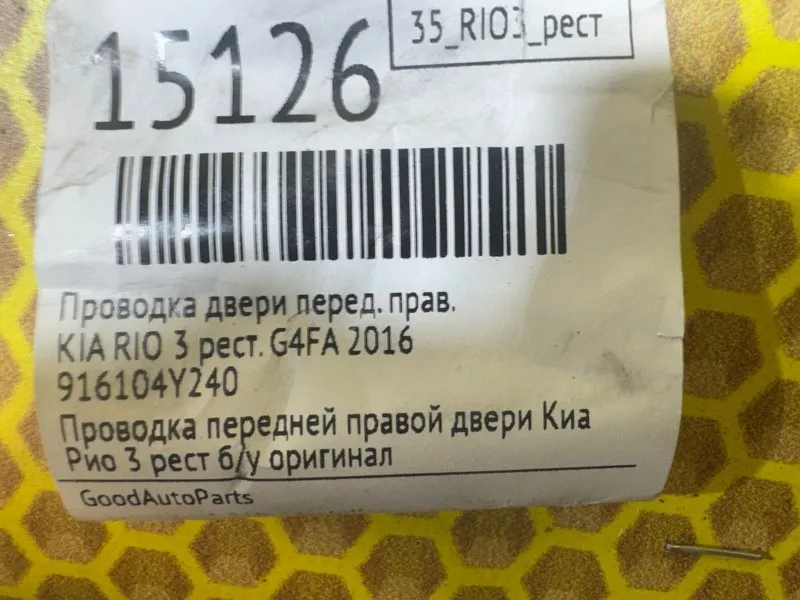 35_RIO3_рест
15126
Проводка двери перед. прав.
KIA RIO 3 рест. G4FA 2016
916104Y240
Проводка передней правой двери Киа
Рио 3 рест б/у оригинал
GoodAutoParts